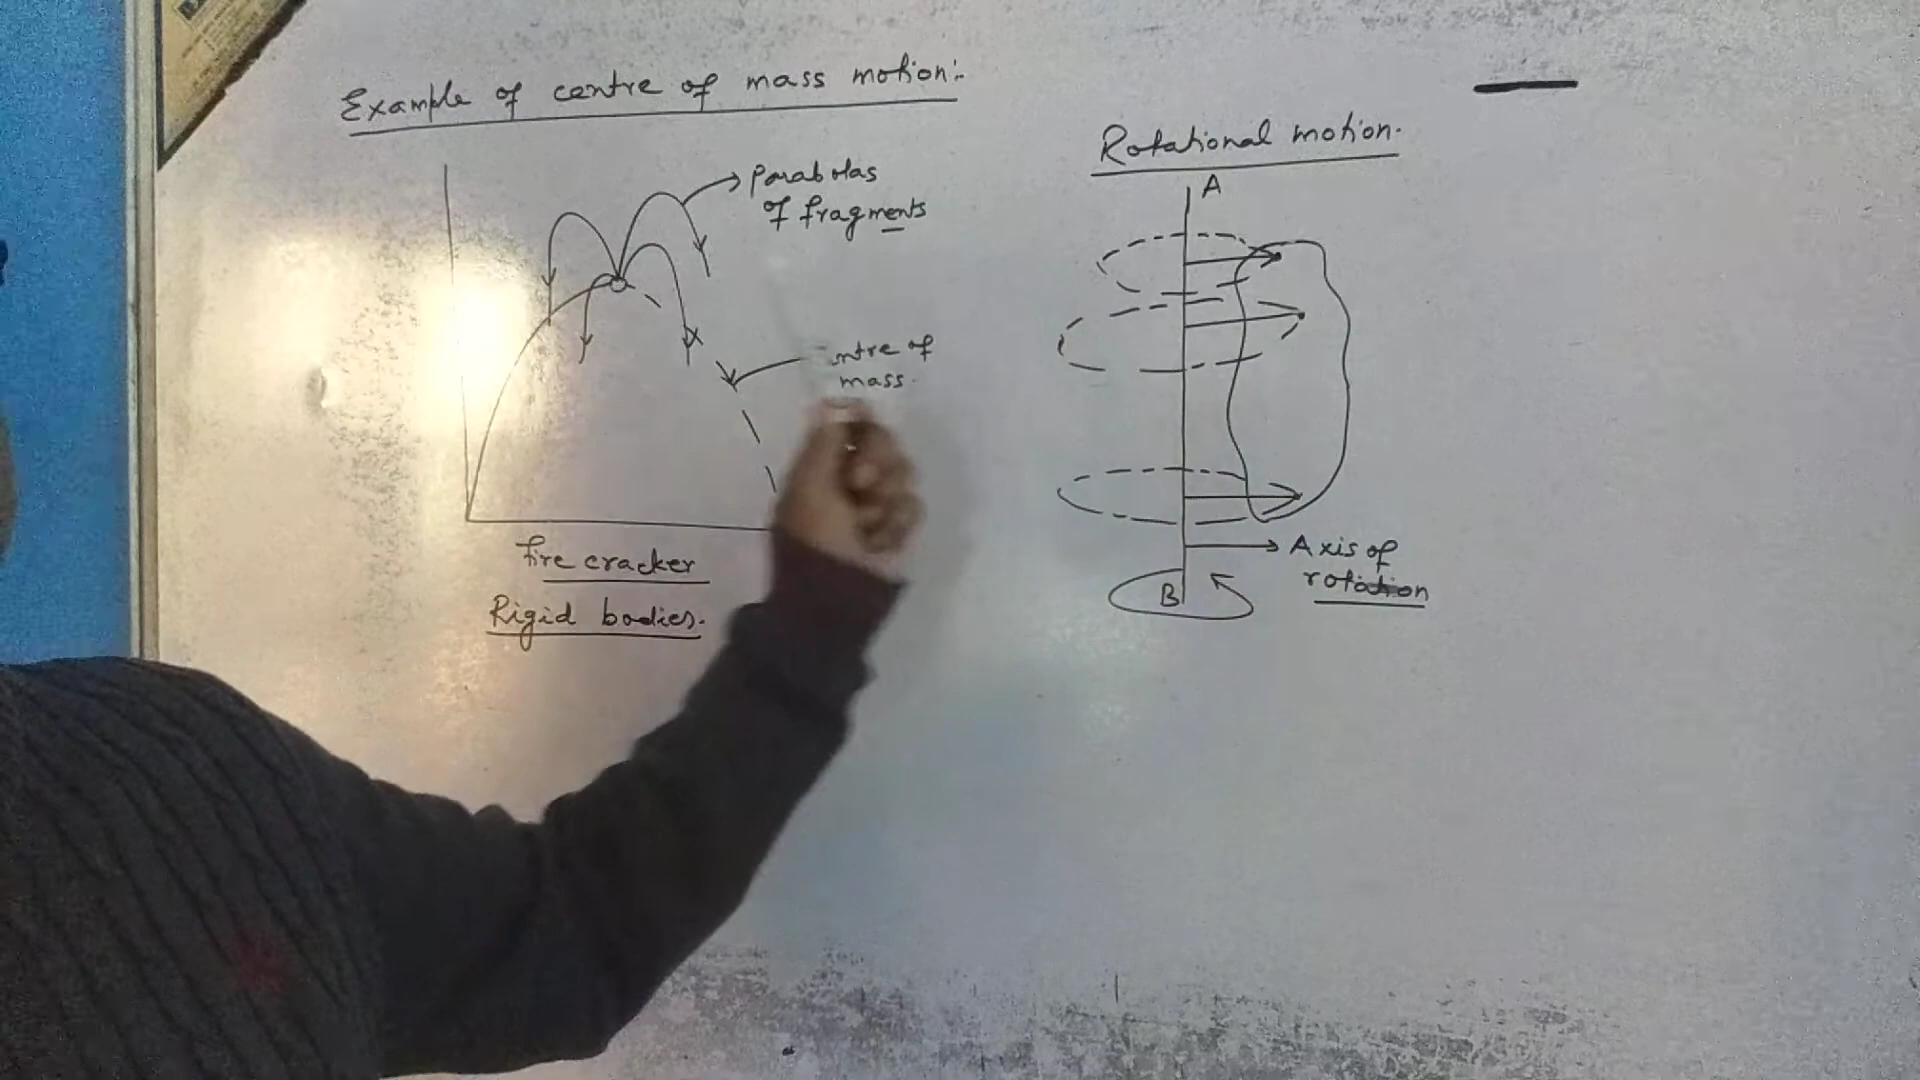 Example of centre of mass motion:-
Parabolas
of fragments
of
mass.
Fire cracker
Rigid bodies.
Rotational motion.
A
Axis of
rotation
B